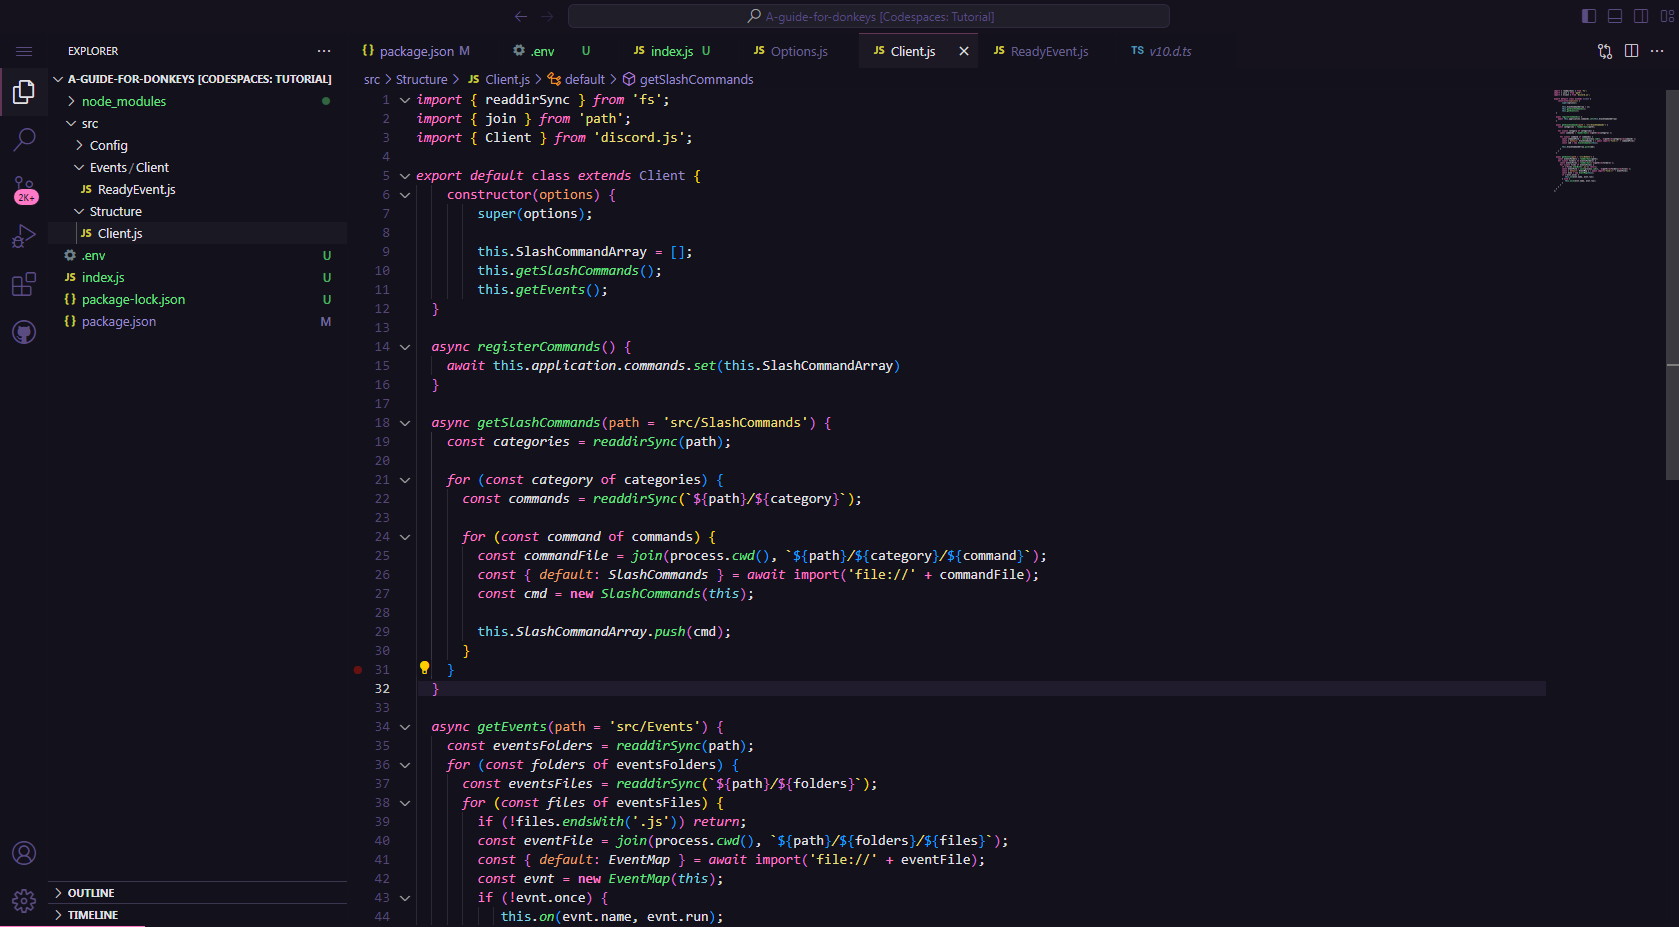 A-guide-for-donkeys [Codespaces: Tutorial]
EXPLORER
package.json M
.env U
index.js U
Options.js
Client.js
ReadyEvent.js
TS v10.d.ts
A-GUIDE-FOR-DONKEYS [CODESPACES: TUTORIAL]
node_modules
src
Config
Events/Client
JS ReadyEvent.js
Structure
JS Client.js
.env U
JS index.js U
{} package-lock.json U
{} package.json M
2K+
OUTLINE
TIMELINE
src > Structure > JS Client.js > default > getSlashCommands
1 import { readdirSync } from 'fs';
2 import { join } from 'path';
3 import { Client } from 'discord.js';
4
5 export default class extends Client {
6 constructor(options) {
7 super(options);
8
9 this.SlashCommandArray = [];
10 this.getSlashCommands();
11 this.getEvents();
12 }
13
14 async registerCommands() {
15 await this.application.commands.set(this.SlashCommandArray)
16 }
17
18 async getSlashCommands(path = 'src/SlashCommands') {
19 const categories = readdirSync(path);
20
21 for (const category of categories) {
22 const commands = readdirSync(`${path}/${category}`);
23
24 for (const command of commands) {
25 const commandFile = join(process.cwd(), `${path}/${category}/${command}`);
26 const { default: SlashCommands } = await import('file://' + commandFile);
27 const cmd = new SlashCommands(this);
28
29 this.SlashCommandArray.push(cmd);
30 }
31 }
32 }
33
34 async getEvents(path = 'src/Events') {
35 const eventsFolders = readdirSync(path);
36 for (const folders of eventsFolders) {
37 const eventsFiles = readdirSync(`${path}/${folders}`);
38 for (const files of eventsFiles) {
39 if (!files.endsWith('.js')) return;
40 const eventFile = join(process.cwd(), `${path}/${folders}/${files}`);
41 const { default: EventMap } = await import('file://' + eventFile);
42 const evnt = new EventMap(this);
43 if (!evnt.once) {
44 this.on(evnt.name, evnt.run);